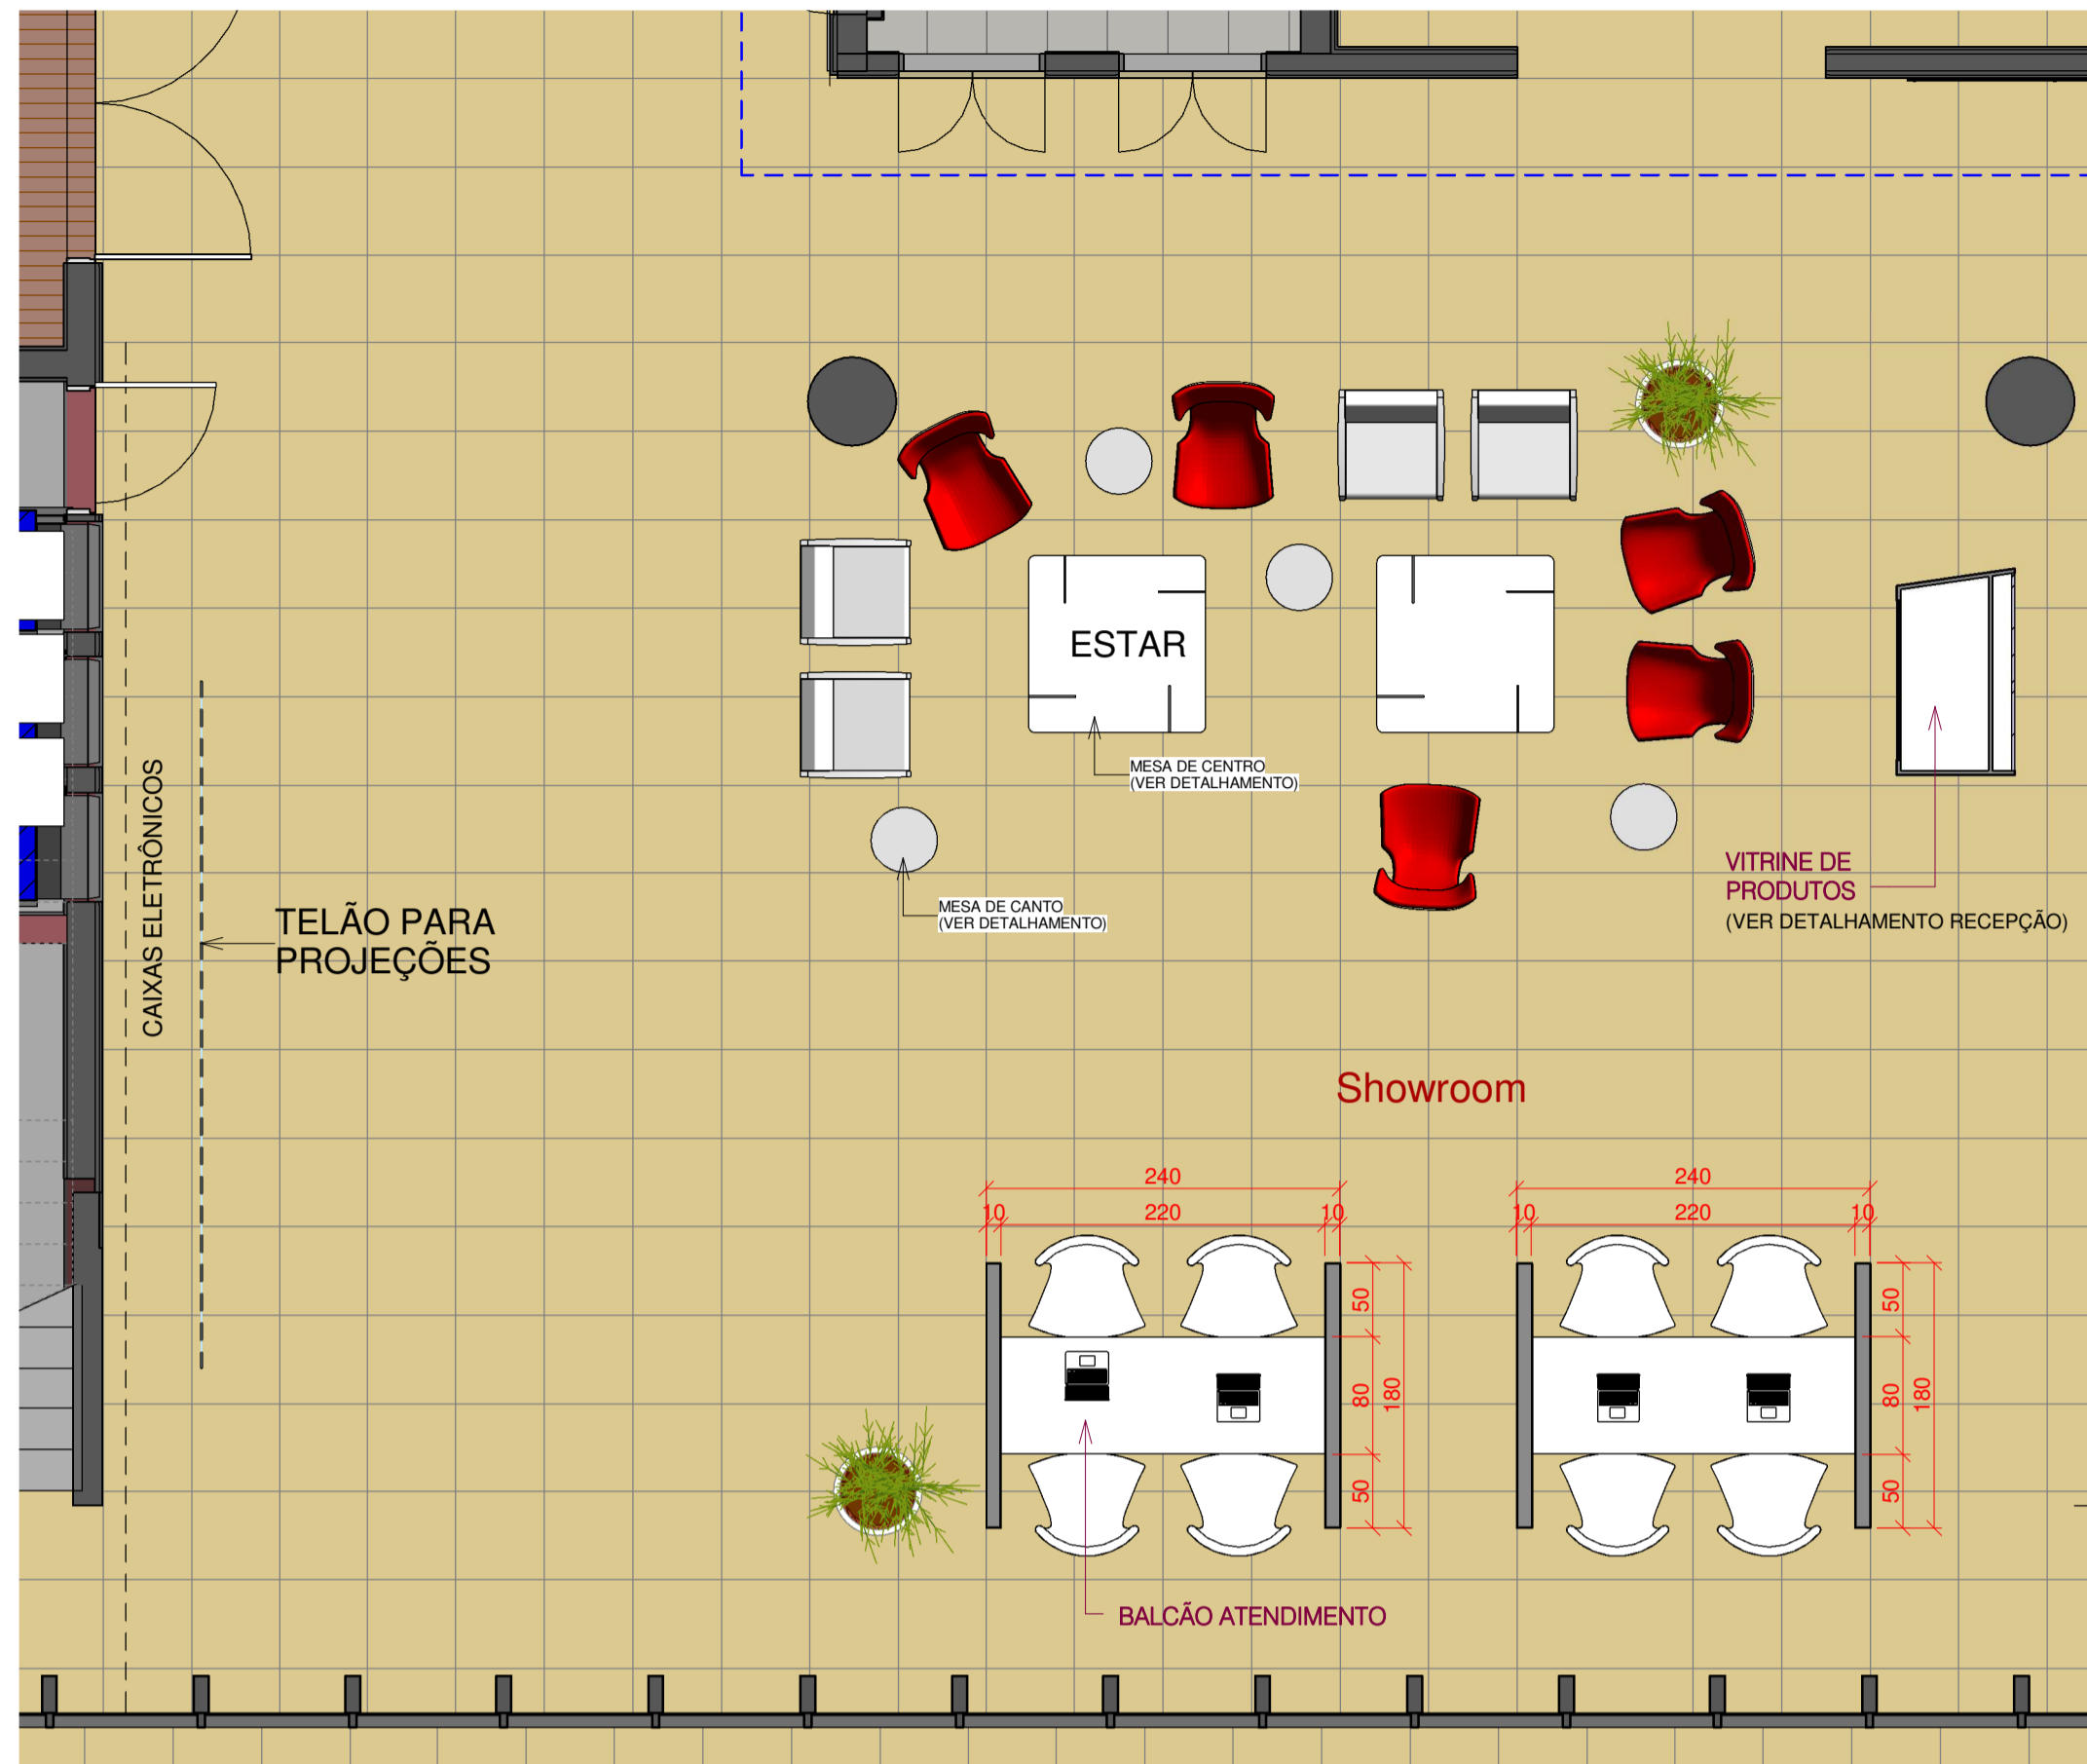 ESTAR
MESA DE CENTRO
(VER DETALHAMENTO)
CAIXAS ELETRÔNICOS
MESA DE CANTO
(VER DETALHAMENTO)
TELÃO PARA
PROJEÇÕES
VITRINE DE
PRODUTOS
(VER DETALHAMENTO RECEPÇÃO)
Showroom
240
240
10
220
10
10
220
10
50
80
50
180
50
80
50
180
BALCÃO ATENDIMENTO